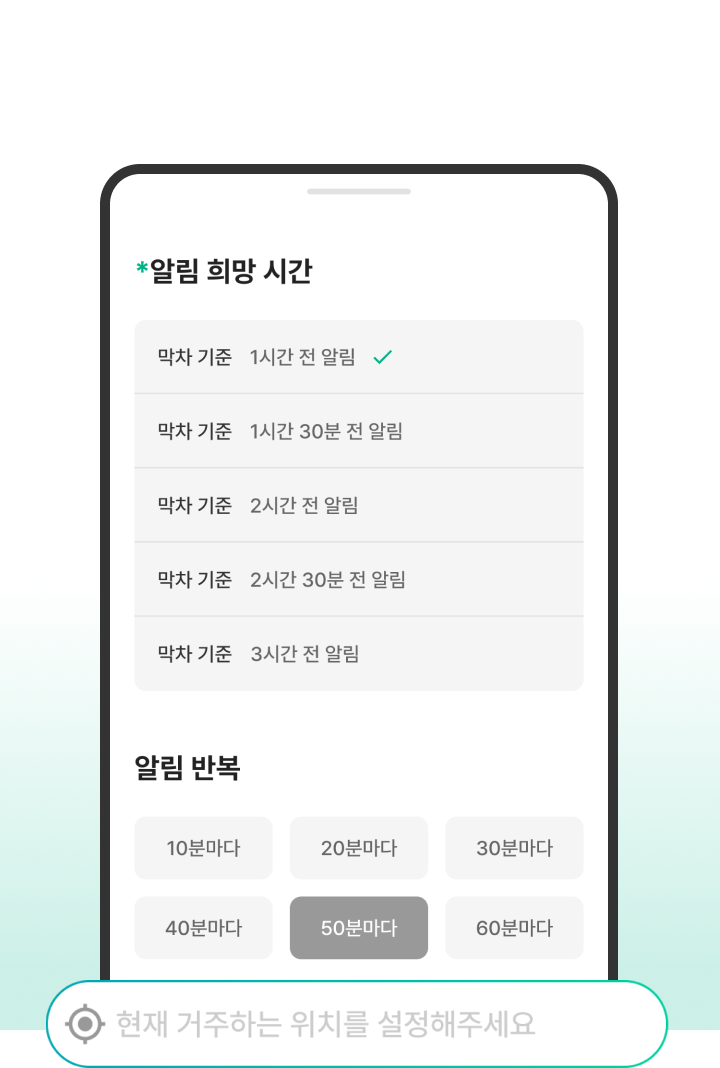 *알림 희망 시간
막차 기준 1시간 전 알림
막차 기준 1시간 30분 전 알림
막차 기준 2시간 전 알림
막차 기준 2시간 30분 전 알림
막차 기준 3시간 전 알림
알림 반복
10분마다 20분마다 30분마다
40분마다 50분마다 60분마다
현재 거주하는 위치를 설정해주세요